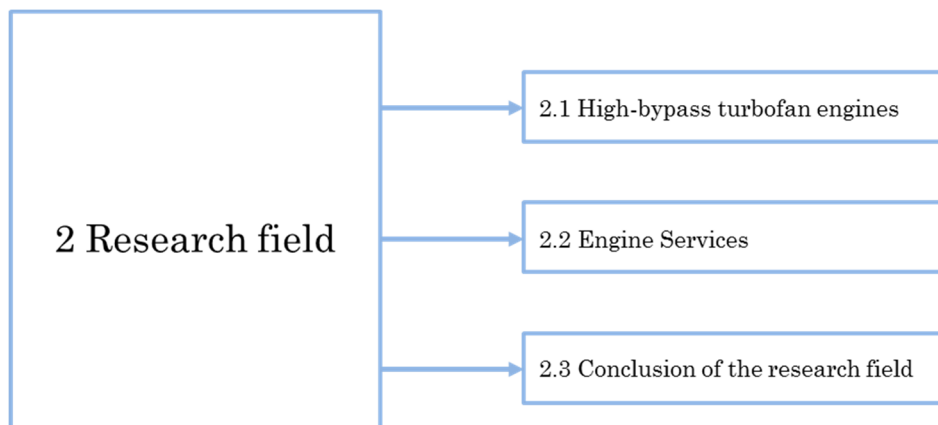 2 Research field
2.1 High-bypass turbofan engines
2.2 Engine Services
2.3 Conclusion of the research field